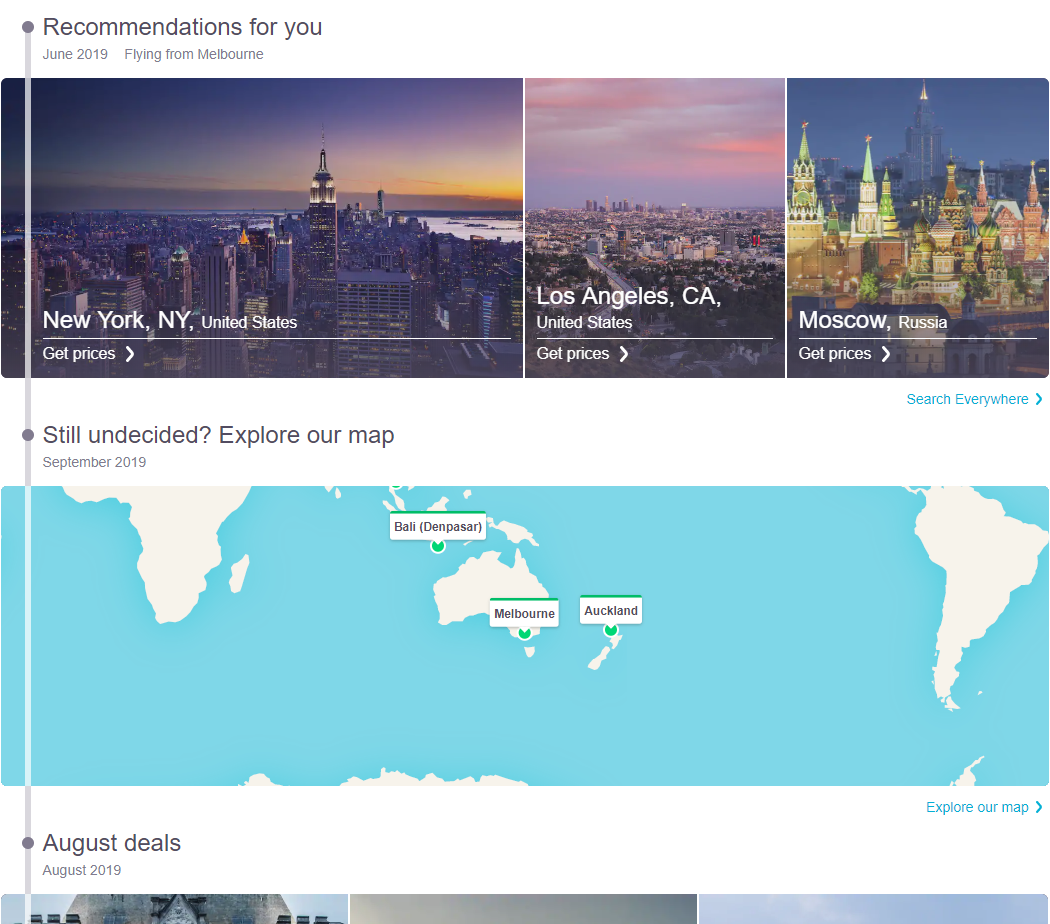 Recommendations for you
June 2019 Flying from Melbourne
New York, NY, United States
Get prices
Los Angeles, CA,
United States
Get prices
Moscow, Russia
Get prices
Search Everywhere
Still undecided? Explore our map
September 2019
Bali (Denpasar)
Melbourne
Auckland
Explore our map
August deals
August 2019